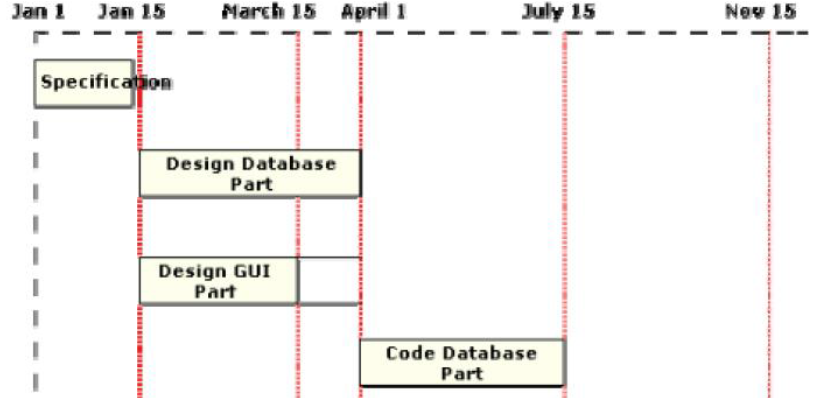 Jan 1 Jan 15 March 15 April 1 July 15 Nov 15
Specification
Design Database
Part
Design GUI
Part
Code Database
Part